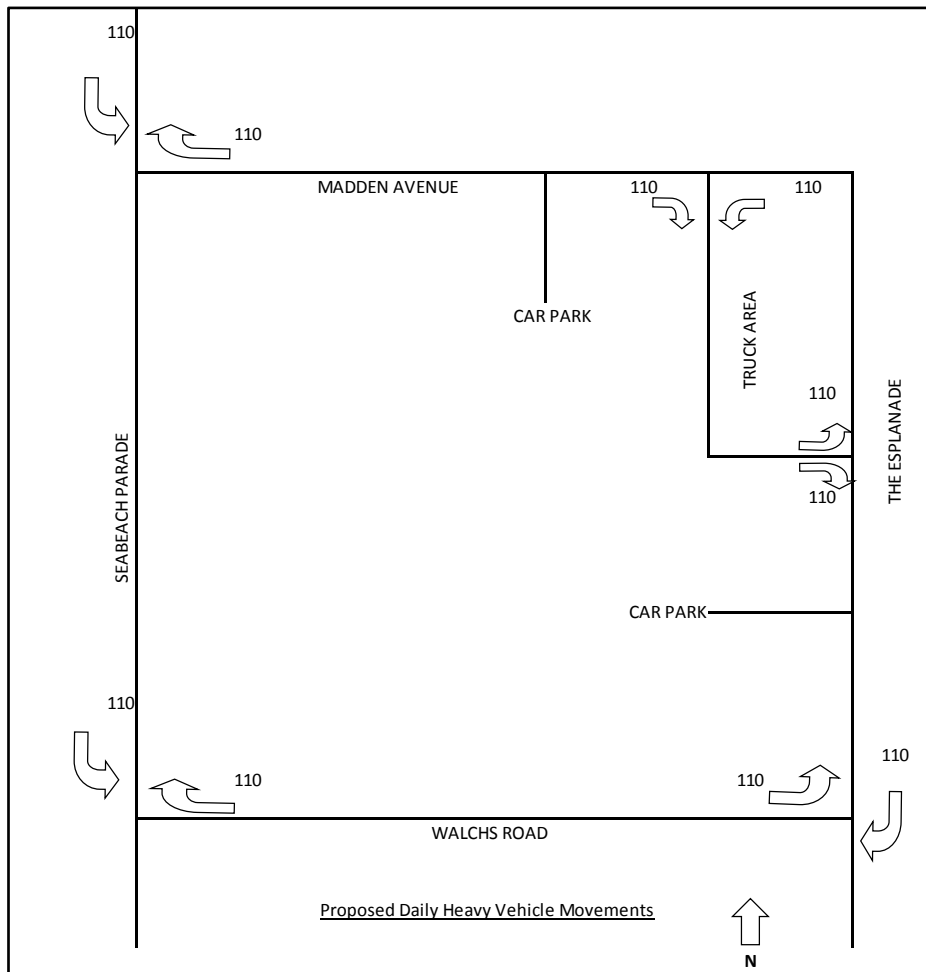 110
110
MADDEN AVENUE
110
110
CAR PARK
TRUCK AREA
110
THE ESPLANADE
SEABEACH PARADE
110
CAR PARK
110
110
110
110
WALCHS ROAD
Proposed Daily Heavy Vehicle Movements
N